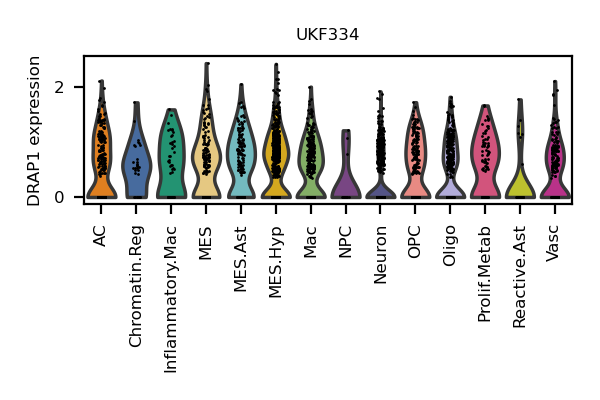 UKF334
DRAP1 expression
2
0
AC
Chromatin.Reg
Inflammatory.Mac
MES
MES.Ast
MES.Hyp
Mac
NPC
Neuron
OPC
Oligo
Prolif.Metab
Reactive.Ast
Vasc